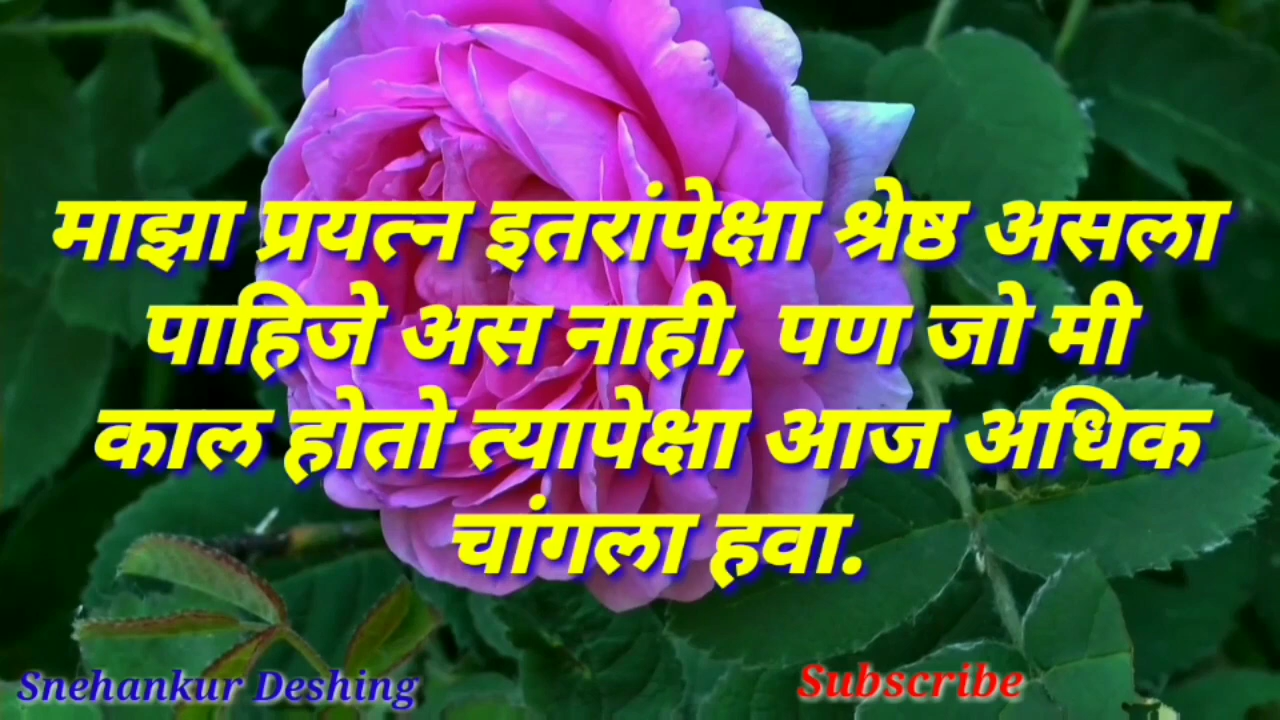 माझा प्रयत्न इतरांपेक्षा श्रेष्ठ असला
पाहिजे अस नाही, पण जो मी
काल होतो त्यापेक्षा आज अधिक
चांगला हवा.
Snehankur Deshing
Subscribe